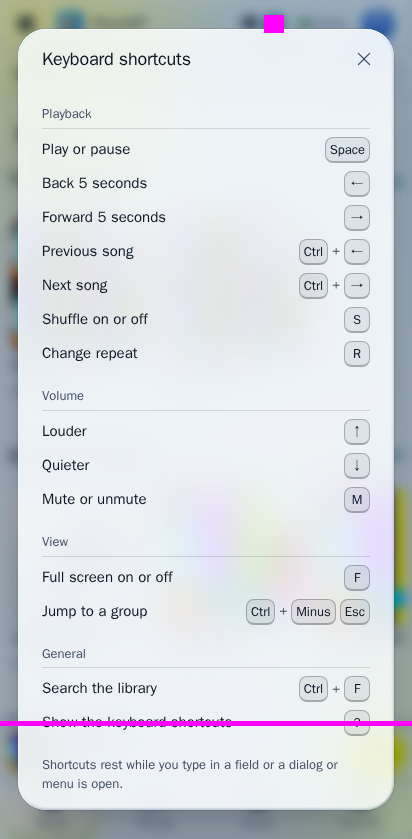 Keyboard shortcuts
Playback
Play or pause Space
Back 5 seconds ←
Forward 5 seconds →
Previous song Ctrl + ←
Next song Ctrl + →
Shuffle on or off S
Change repeat R
Volume
Louder ↑
Quieter ↓
Mute or unmute M
View
Full screen on or off F
Jump to a group Ctrl + Minus Esc
General
Search the library Ctrl + F
Show the keyboard shortcuts ?
Shortcuts rest while you type in a field or a dialog or
menu is open.